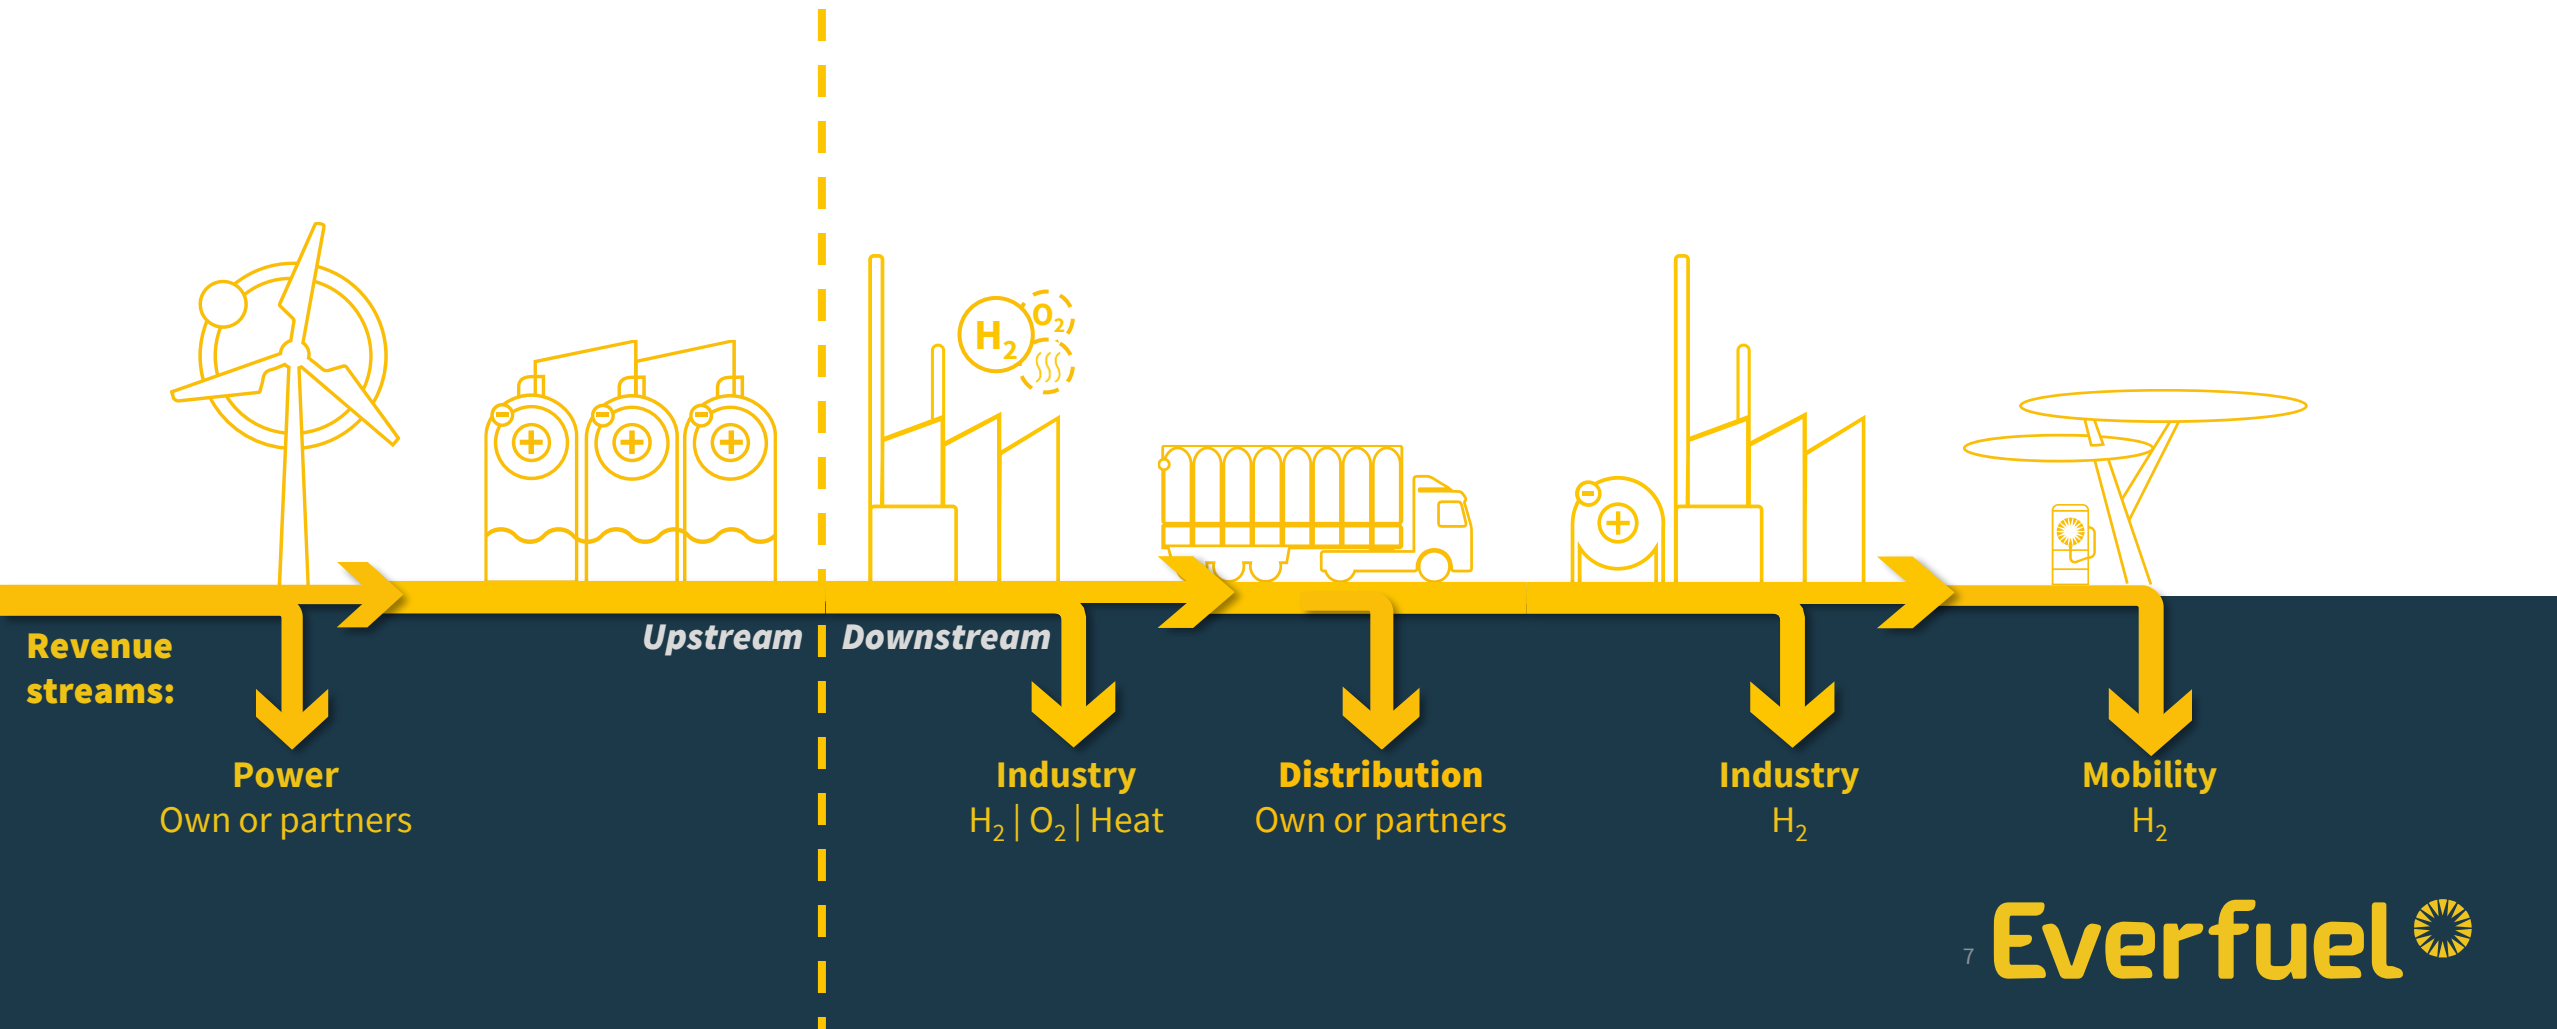 H₂
O₂
Upstream
Downstream
Revenue
streams:
Power
Own or partners
Industry
H₂ | O₂ | Heat
Distribution
Own or partners
Industry
H₂
Mobility
H₂
7
Everfuel